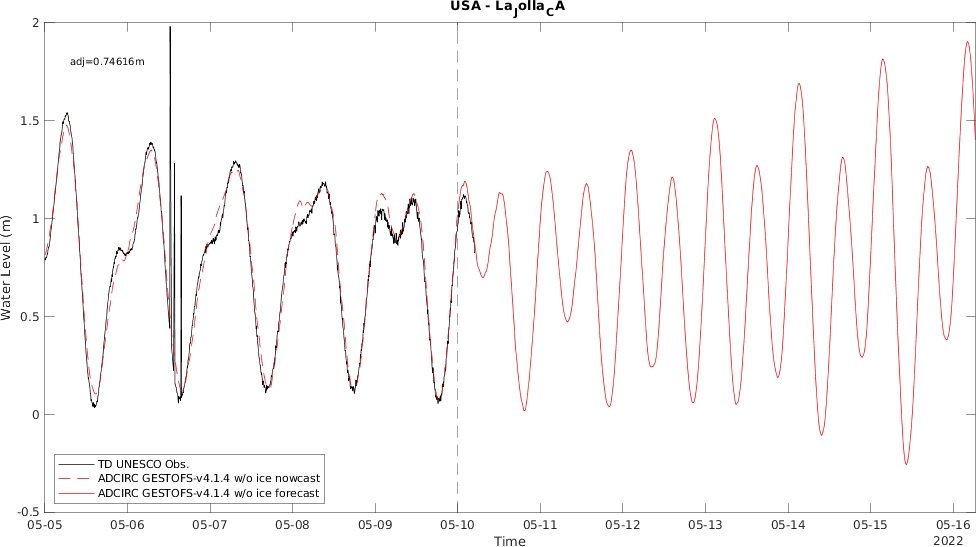 USA - LaJollaCA
adj=0.74616m
2
1.5
1
0.5
0
-0.5
Water Level (m)
TD UNESCO Obs.
ADCIRC GESTOFS-v4.1.4 w/o ice nowcast
ADCIRC GESTOFS-v4.1.4 w/o ice forecast
05-05 05-06 05-07 05-08 05-09 05-10 05-11 05-12 05-13 05-14 05-15 05-16
Time
2022